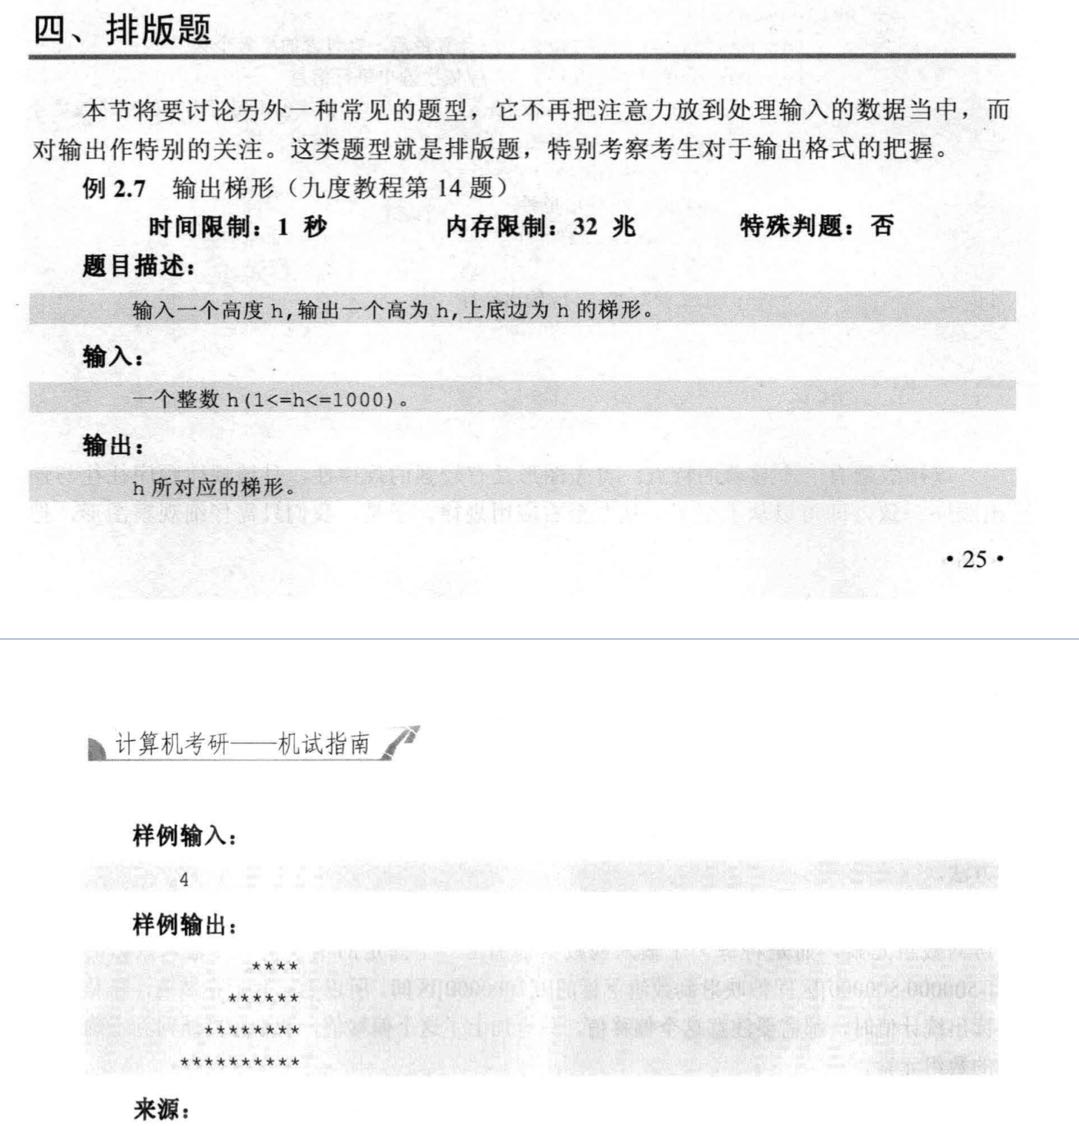 四、排版题
本节将要讨论另外一种常见的题型，它不再把注意力放到处理输入的数据当中，而
对输出作特别的关注。这类题型就是排版题，特别考察考生对于输出格式的把握。
例 2.7 输出梯形（九度教程第 14 题）
时间限制：1 秒 内存限制：32 兆 特殊判题：否
题目描述：
输入一个高度 h,输出一个高为 h,上底边为 h 的梯形。
输入：
一个整数 h(1<=h<=1000)。
输出：
h 所对应的梯形。
·25·
计算机考研——机试指南
样例输入：
4
样例输出：
****
******
********
**********
来源：